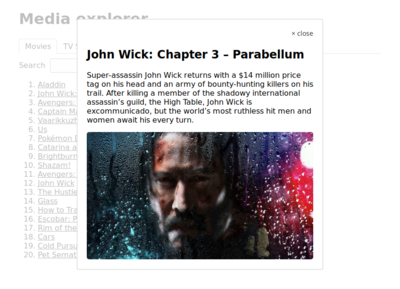 Media explorer
× close
Movies
TV S
Search
John Wick: Chapter 3 – Parabellum
Super-assassin John Wick returns with a $14 million price
tag on his head and an army of bounty-hunting killers on his
trail. After killing a member of the shadowy international
assassin’s guild, the High Table, John Wick is
excommunicado, but the world’s most ruthless hit men and
women await his every turn.
1. Aladdin
2. John Wick:
3. Avengers:
4. Captain Ma
5. Vaarikkuzh
6. Us
7. Pokémon D
8. Catarina a
9. Brightburn
10. Shazam!
11. Avengers:
12. John Wick
13. The Hustle
14. Glass
15. How to Tra
16. Escobar: P
17. Rim of the
18. Cars
19. Cold Pursu
20. Pet Semat